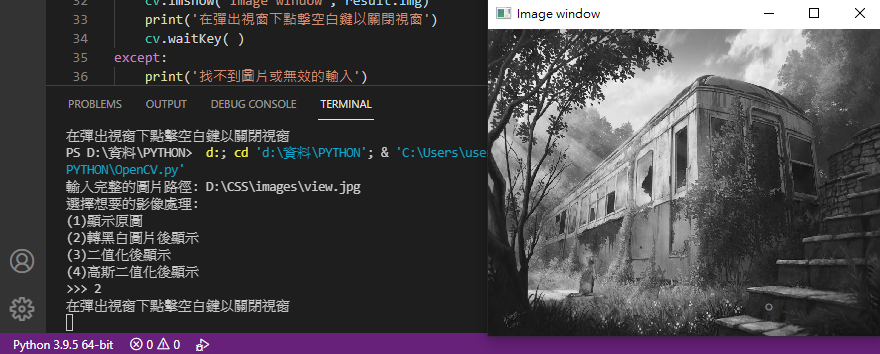 32 cv.imshow('Image window', result.img)
33 print('在彈出視窗下點擊空白鍵以關閉視窗')
34 cv.waitKey( )
35 except:
36 print('找不到圖片或無效的輸入')
PROBLEMS OUTPUT DEBUG CONSOLE TERMINAL
在彈出視窗下點擊空白鍵以關閉視窗
PS D:\資料\PYTHON> d:; cd 'd:\資料\PYTHON'; & 'C:\Users\use
PYTHON\OpenCV.py'
輸入完整的圖片路徑: D:\CSS\images\view.jpg
選擇想要的影像處理:
(1)顯示原圖
(2)轉黑白圖片後顯示
(3)二值化後顯示
(4)高斯二值化後顯示
>>> 2
在彈出視窗下點擊空白鍵以關閉視窗
Python 3.9.5 64-bit 0 0
Image window